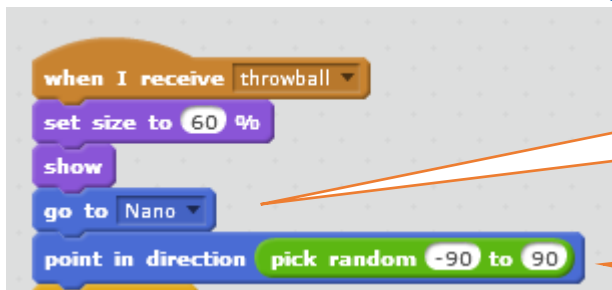 when I receive throwball
set size to 60 %
show
go to Nano
point in direction pick random -90 to 90